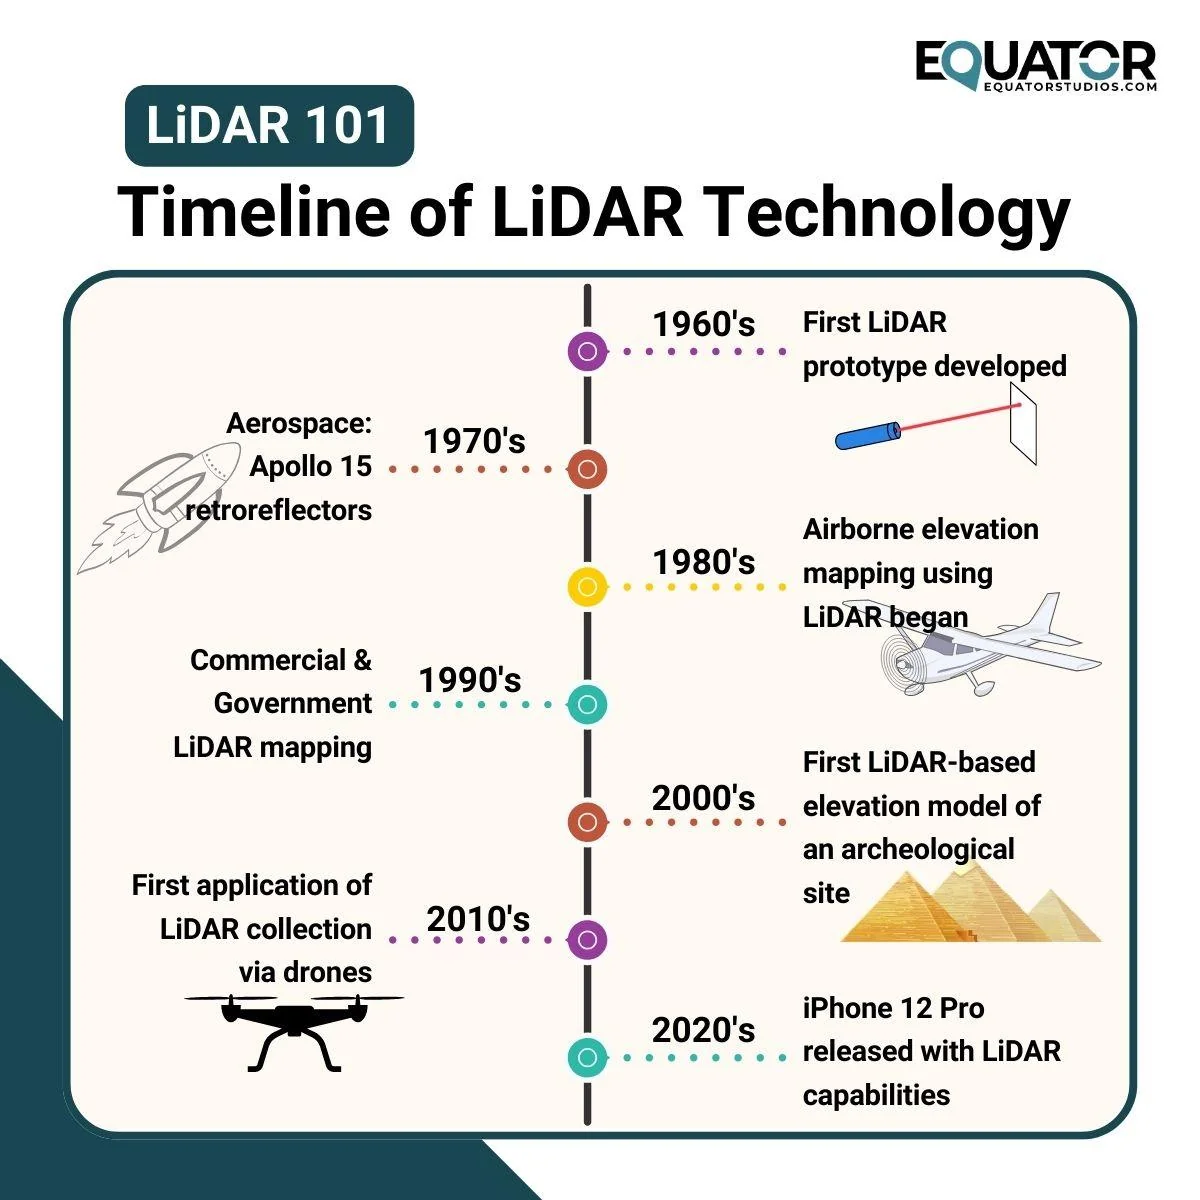 EQUATOR
EQUATORSTUDIOS.COM
LiDAR 101
Timeline of LiDAR Technology
1960's
First LiDAR
prototype developed
Aerospace:
Apollo 15
retroreflectors
1970's
1980's
Airborne elevation
mapping using
LiDAR began
Commercial &
Government
LiDAR mapping
1990's
2000's
First LiDAR-based
elevation model of
an archeological
site
First application of
LiDAR collection
via drones
2010's
2020's
iPhone 12 Pro
released with LiDAR
capabilities